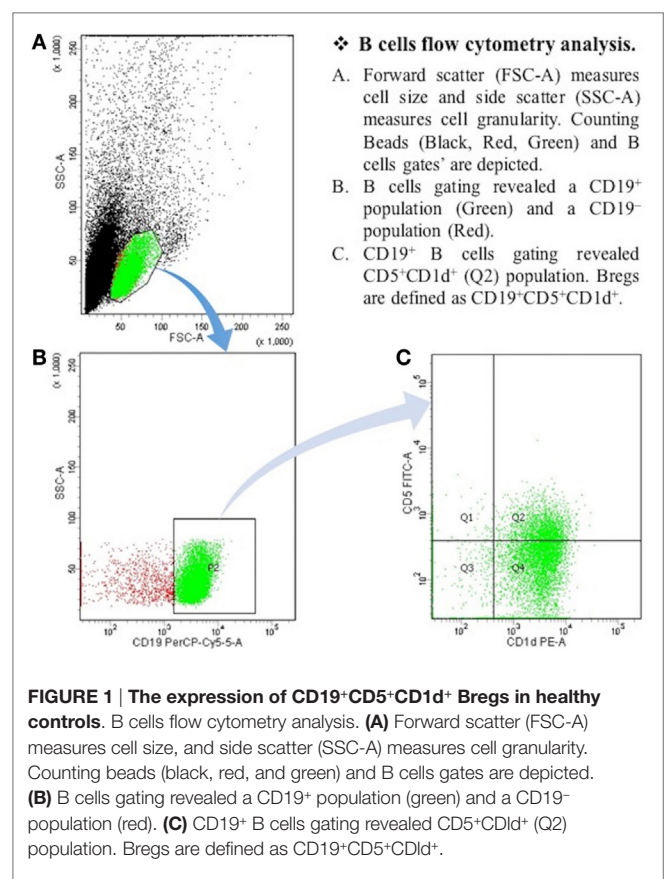 A
(x 1,000)
250
200
150
100
50
SSC-A
P1
50 100 150 200 250
FSC-A
(x 1,000)
❖ B cells flow cytometry analysis.
A. Forward scatter (FSC-A) measures
cell size and side scatter (SSC-A)
measures cell granularity. Counting
Beads (Black, Red, Green) and B
cells gates’ are depicted.
B. B cells gating revealed a CD19⁺
population (Green) and a CD19⁻
population (Red).
C. CD19⁺ B cells gating revealed
CD5⁺CD1d⁺ (Q2) population. Bregs
are defined as CD19⁺CD5⁺CD1d⁺.
B
(x 1,000)
250
200
150
100
50
SSC-A
P2
10² 10³ 10⁴ 10⁵
CD19 PerCP-Cy5-5-A
C
10⁵
10⁴
10³
10²
CD5 FITC-A
Q1 Q2
Q3 Q4
10² 10³ 10⁴ 10⁵
CD1d PE-A
FIGURE 1 | The expression of CD19⁺CD5⁺CD1d⁺ Bregs in healthy
controls. B cells flow cytometry analysis. (A) Forward scatter (FSC-A)
measures cell size, and side scatter (SSC-A) measures cell granularity.
Counting beads (black, red, and green) and B cells gates are depicted.
(B) B cells gating revealed a CD19⁺ population (green) and a CD19⁻
population (red). (C) CD19⁺ B cells gating revealed CD5⁺CDld⁺ (Q2)
population. Bregs are defined as CD19⁺CD5⁺CDld⁺.